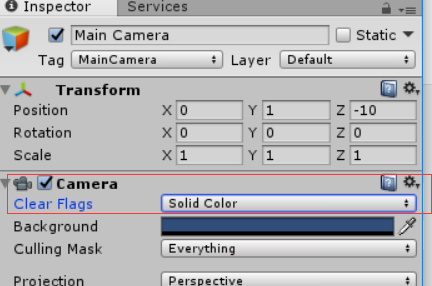 Inspector Services
Main Camera Static
Tag MainCamera Layer Default
Transform
Position X 0 Y 1 Z -10
Rotation X 0 Y 0 Z 0
Scale X 1 Y 1 Z 1
Camera
Clear Flags Solid Color
Background
Culling Mask Everything
Projection Perspective